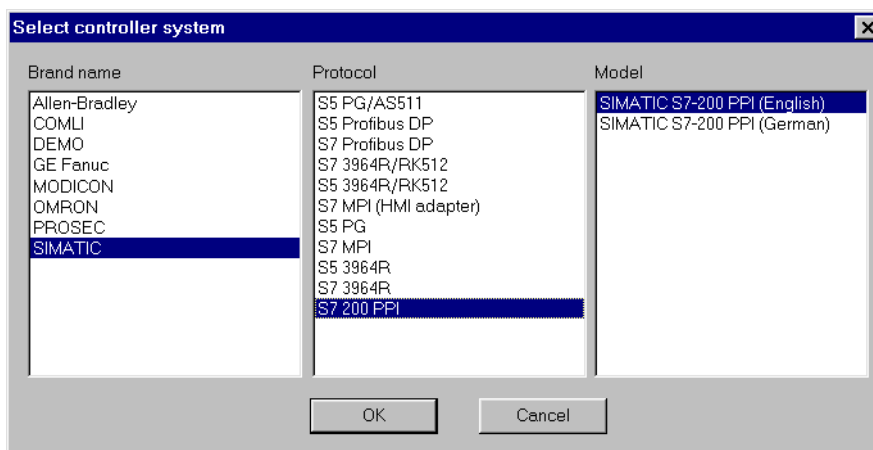 Select controller system
Brand name
Allen-Bradley
COMLI
DEMO
GE Fanuc
MODICON
OMRON
PROSEC
SIMATIC
Protocol
S5 PG/AS511
S5 Profibus DP
S7 Profibus DP
S7 3964R/RK512
S5 3964R/RK512
S7 MPI (HMI adapter)
S5 PG
S7 MPI
S5 3964R
S7 3964R
S7 200 PPI
Model
SIMATIC S7-200 PPI (English)
SIMATIC S7-200 PPI (German)
OK
Cancel